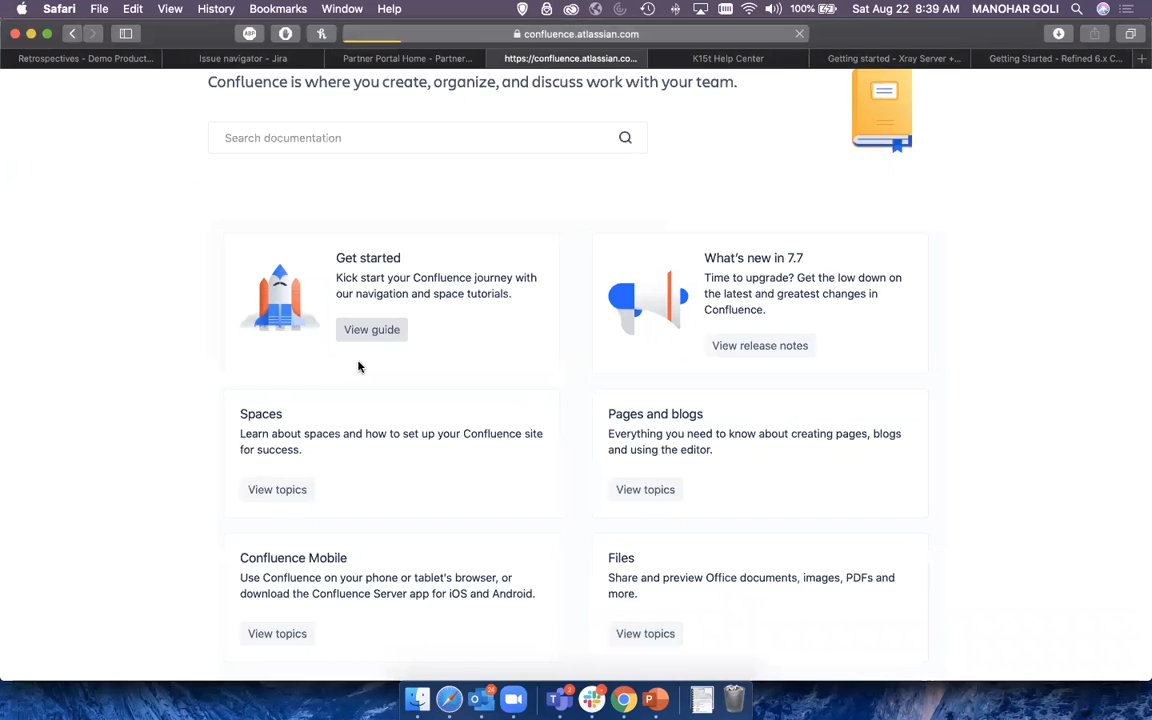 Safari File Edit View History Bookmarks Window Help 100% Sat Aug 22 8:39 AM MANOHAR GOLI
ABP confluence.atlassian.com
Retrospectives - Demo Product... Issue navigator - Jira Partner Portal Home - Partner... https://confluence.atlassian.co... K15t Help Center Getting started - Xray Server +... Getting Started - Refined 6.x C...
Confluence is where you create, organize, and discuss work with your team.
Search documentation
Get started
Kick start your Confluence journey with
our navigation and space tutorials.
View guide
What's new in 7.7
Time to upgrade? Get the low down on
the latest and greatest changes in
Confluence.
View release notes
Spaces
Learn about spaces and how to set up your Confluence site
for success.
View topics
Pages and blogs
Everything you need to know about creating pages, blogs
and using the editor.
View topics
Confluence Mobile
Use Confluence on your phone or tablet's browser, or
download the Confluence Server app for iOS and Android.
View topics
Files
Share and preview Office documents, images, PDFs and
more.
View topics